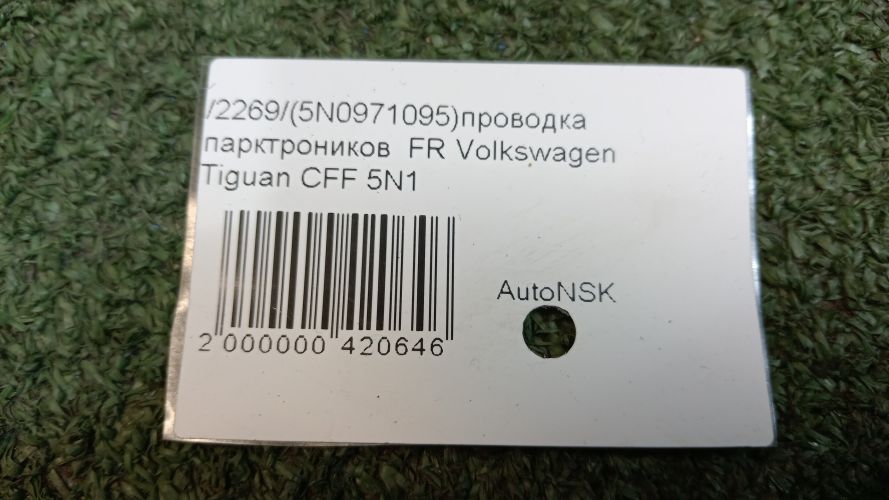 /2269/(5N0971095)проводка
парктроников FR Volkswagen
Tiguan CFF 5N1
AutoNSK
2 000000 420646